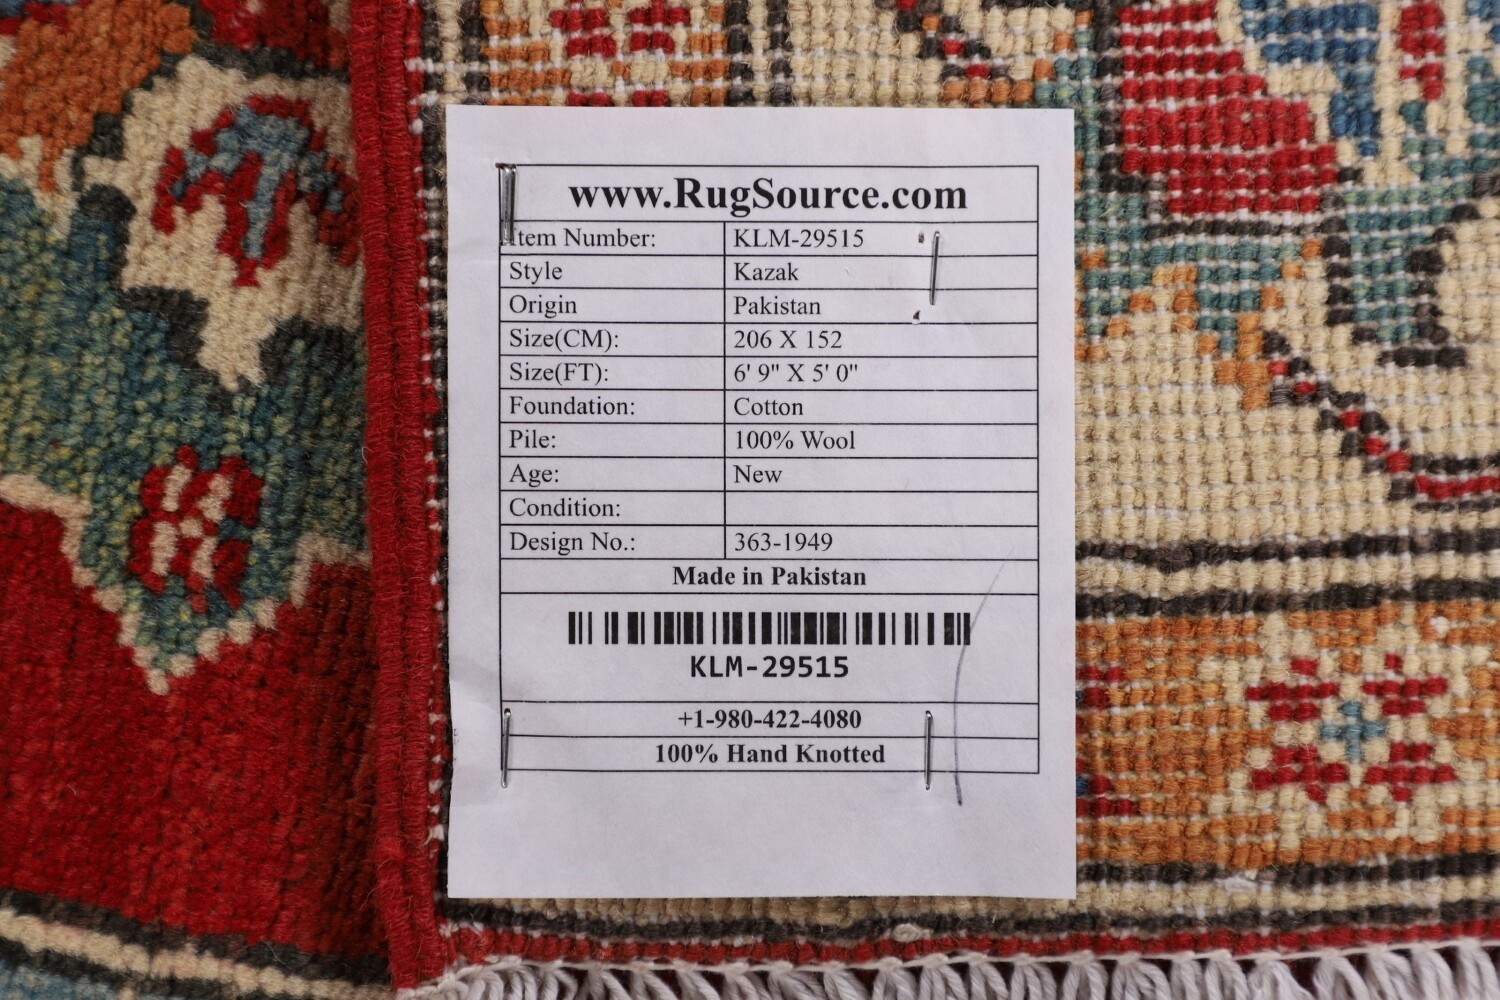 www.RugSource.com
Item Number: KLM-29515
Style Kazak
Origin Pakistan
Size(CM): 206 X 152
Size(FT): 6' 9" X 5' 0"
Foundation: Cotton
Pile: 100% Wool
Age: New
Condition:
Design No.: 363-1949
Made in Pakistan
KLM-29515
+1-980-422-4080
100% Hand Knotted